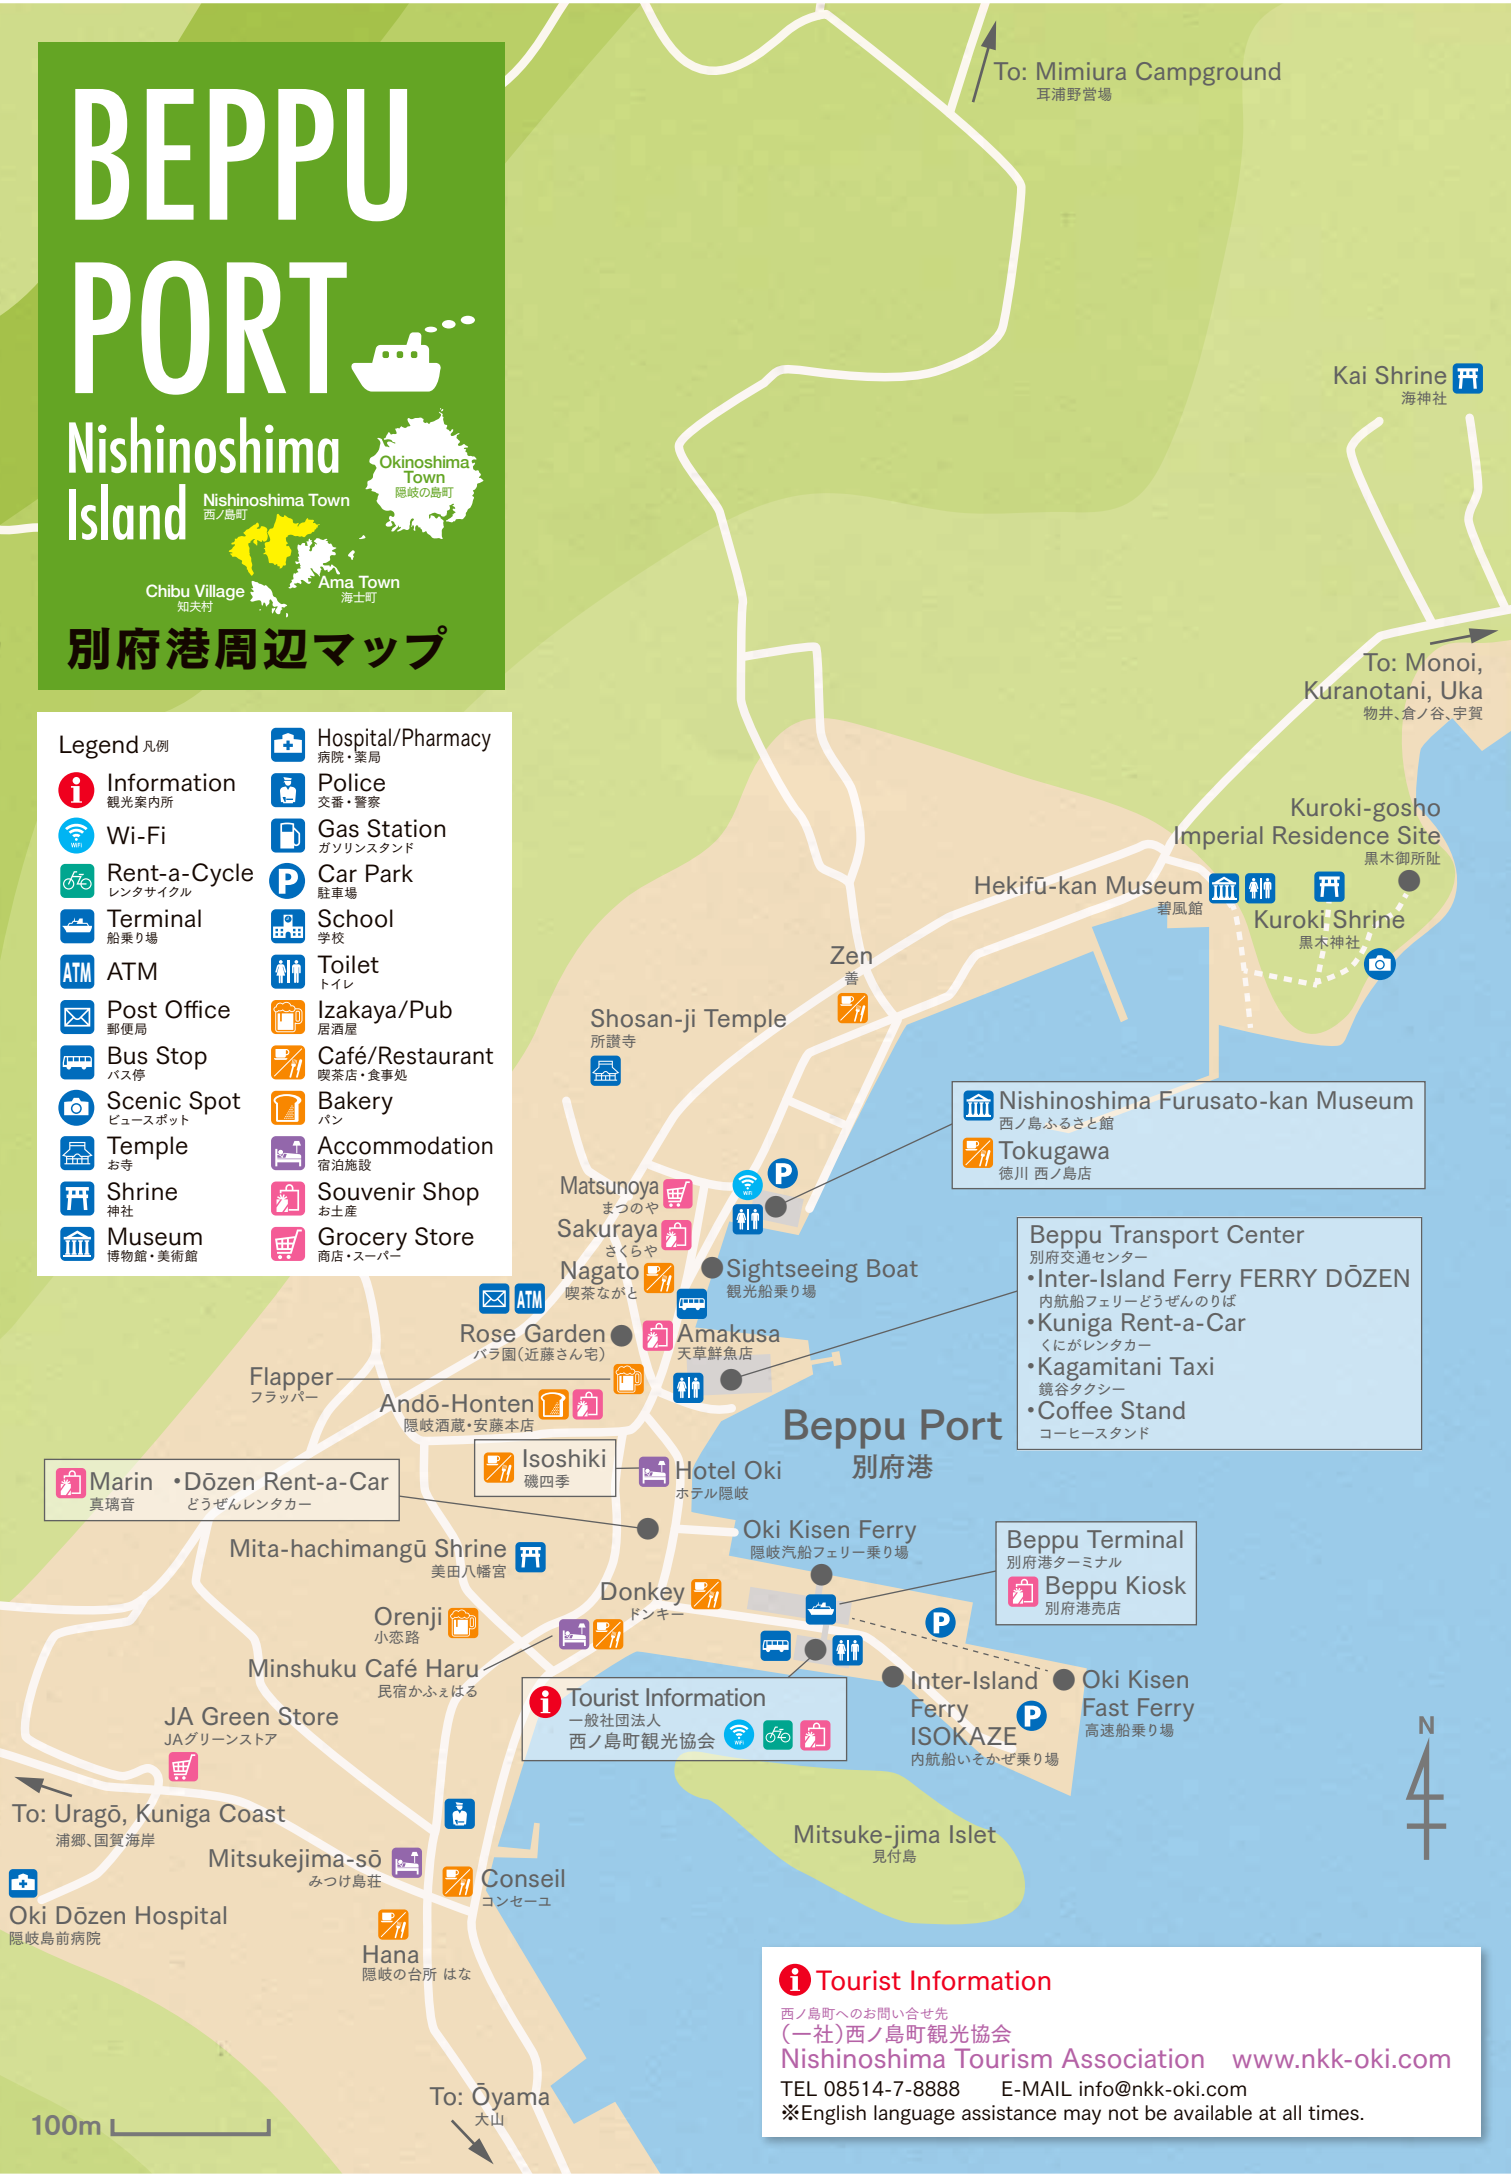 BEPPU
PORT
Nishinoshima
Island
Okinoshima
Town
隠岐の島町
Nishinoshima Town
西ノ島町
Chibu Village
知夫村
Ama Town
海士町
別府港周辺マップ
Legend 凡例
Information
観光案内所
Wi-Fi
WiFi
Rent-a-Cycle
レンタサイクル
Terminal
船乗り場
ATM ATM
Post Office
郵便局
Bus Stop
バス停
Scenic Spot
ビュースポット
Temple
お寺
Shrine
神社
Museum
博物館・美術館
Hospital/Pharmacy
病院・薬局
Police
交番・警察
Gas Station
ガソリンスタンド
P Car Park
駐車場
School
学校
Toilet
トイレ
Izakaya/Pub
居酒屋
Café/Restaurant
喫茶店・食事処
Bakery
パン
Accommodation
宿泊施設
Souvenir Shop
お土産
Grocery Store
商店・スーパー
To: Mimiura Campground
耳浦野営場
Kai Shrine
海神社
To: Monoi,
Kuranotani, Uka
物井、倉ノ谷、宇賀
Kuroki-gosho
Imperial Residence Site
黒木御所阯
Hekifū-kan Museum
碧風館
Kuroki Shrine
黒木神社
Zen
善
Shosan-ji Temple
所讃寺
Nishinoshima Furusato-kan Museum
西ノ島ふるさと館
Tokugawa
徳川 西ノ島店
Matsunoya
まつのや
WiFi
P
Sakuraya
さくらや
Nagato
喫茶ながと
Sightseeing Boat
観光船乗り場
Beppu Transport Center
別府交通センター
・Inter-Island Ferry FERRY DŌZEN
内航船フェリーどうぜんのりば
・Kuniga Rent-a-Car
くにがレンタカー
・Kagamitani Taxi
鏡谷タクシー
・Coffee Stand
コーヒースタンド
ATM
Rose Garden
バラ園（近藤さん宅）
Amakusa
天草鮮魚店
Flapper
フラッパー
Andō-Honten
隠岐酒蔵・安藤本店
Beppu Port
別府港
Isoshiki
磯四季
Hotel Oki
ホテル隠岐
Marin
真璃音
・Dōzen Rent-a-Car
どうぜんレンタカー
Oki Kisen Ferry
隠岐汽船フェリー乗り場
Beppu Terminal
別府港ターミナル
Beppu Kiosk
別府港売店
Mita-hachimangū Shrine
美田八幡宮
Donkey
ドンキー
Orenji
小恋路
P
Minshuku Café Haru
民宿かふぇはる
Tourist Information
一般社団法人
西ノ島町観光協会
WiFi
Inter-Island
Ferry
ISOKAZE
内航船いそかぜ乗り場
P
Oki Kisen
Fast Ferry
高速船乗り場
JA Green Store
JAグリーンストア
N
To: Uragō, Kuniga Coast
浦郷、国賀海岸
Mitsuke-jima Islet
見付島
Mitsukejima-sō
みつけ島荘
Conseil
コンセーユ
Oki Dōzen Hospital
隠岐島前病院
Hana
隠岐の台所 はな
To: Ōyama
大山
100m
Tourist Information
西ノ島町へのお問い合せ先
（一社）西ノ島町観光協会
Nishinoshima Tourism Association www.nkk-oki.com
TEL 08514-7-8888 E-MAIL info@nkk-oki.com
※English language assistance may not be available at all times.